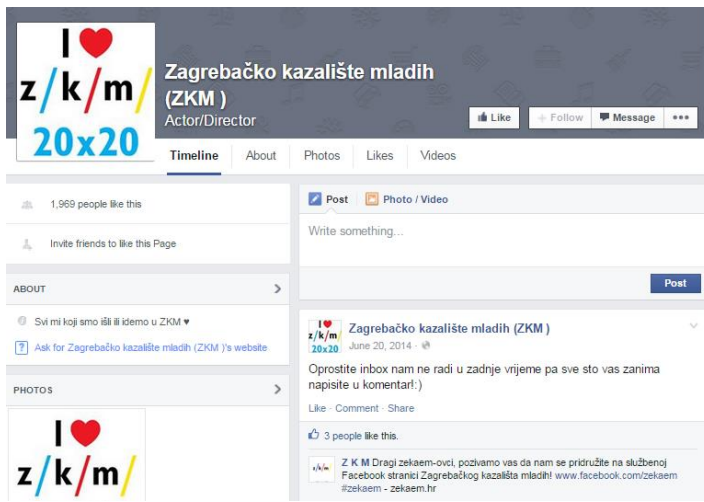 I ♥
z/k/m/
20x20
Zagrebačko kazalište mladih
(ZKM )
Actor/Director
Like
+ Follow
Message
•••
Timeline
About
Photos
Likes
Videos
1,969 people like this
Invite friends to like this Page
ABOUT
Svi mi koji smo išli ili idemo u ZKM ♥
? Ask for Zagrebačko kazalište mladih (ZKM )'s website
PHOTOS
I ♥
z/k/m/
Post
Photo / Video
Write something...
Post
I ♥
z/k/m/
20x20
Zagrebačko kazalište mladih (ZKM )
June 20, 2014 ·
Oprostite inbox nam ne radi u zadnje vrijeme pa sve sto vas zanima
napisite u komentar!:)
Like · Comment · Share
3 people like this.
z/k/m/
Z K M Dragi zekaem-ovci, pozivamo vas da nam se pridružite na službenoj
Facebook stranici Zagrebačkog kazališta mladih! www.facebook.com/zekaem
#zekaem - zekaem.hr